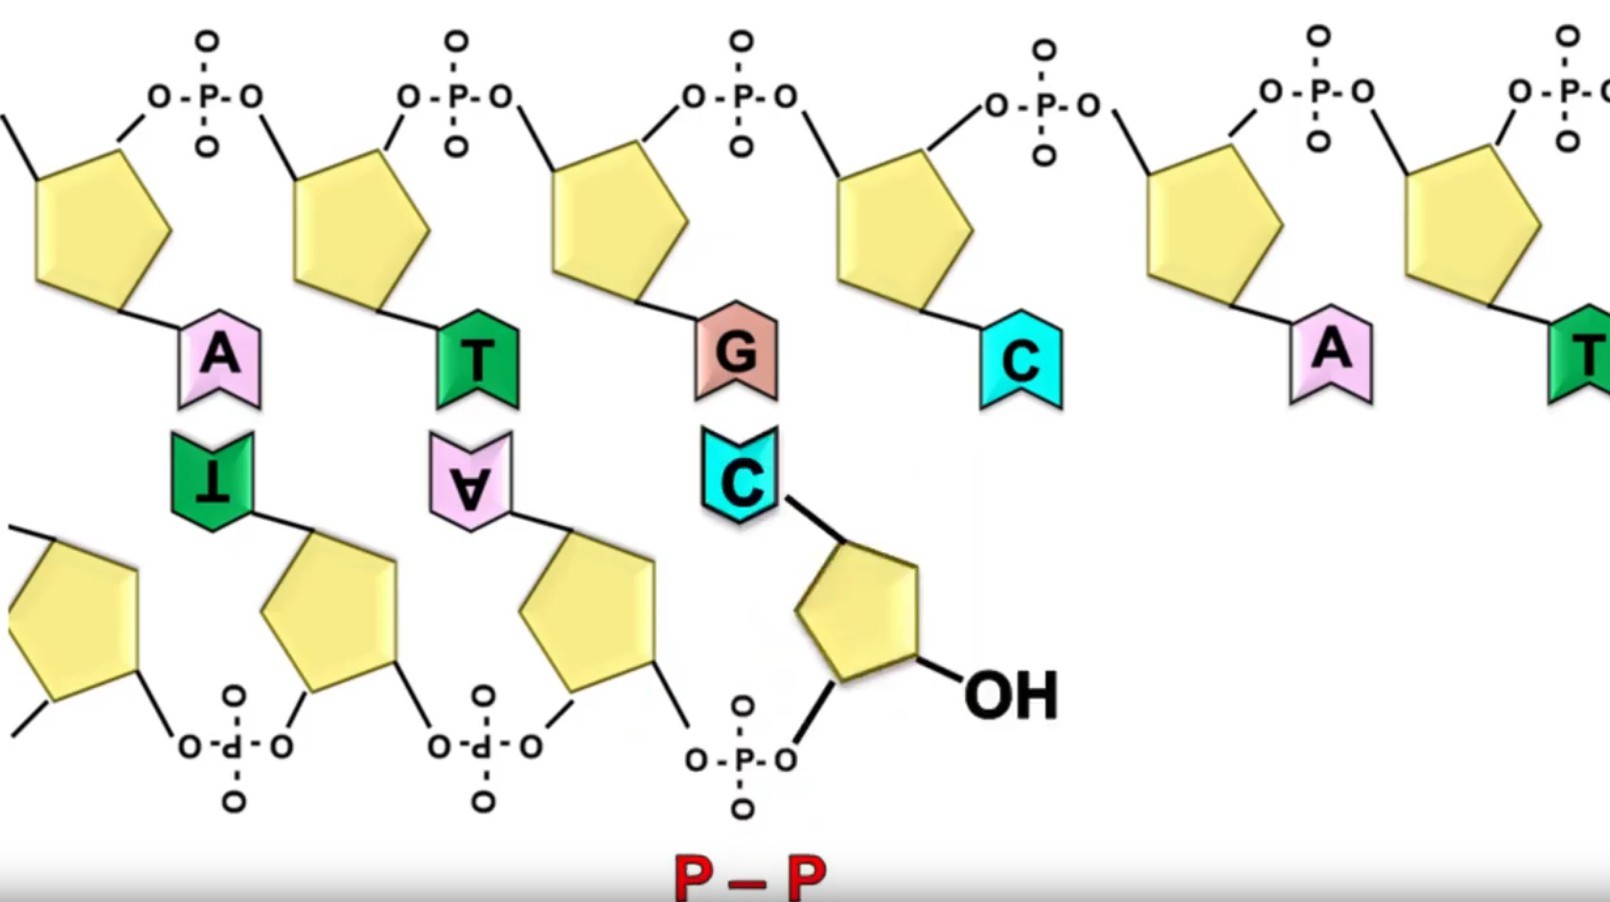 O O O O O O
O-P-O O-P-O O-P-O O-P-O O-P-O O-P-
O O O O O O
A T G C A T
T A C
OH
O O O
O-P-O O-P-O O-P-O
O O O
P – P